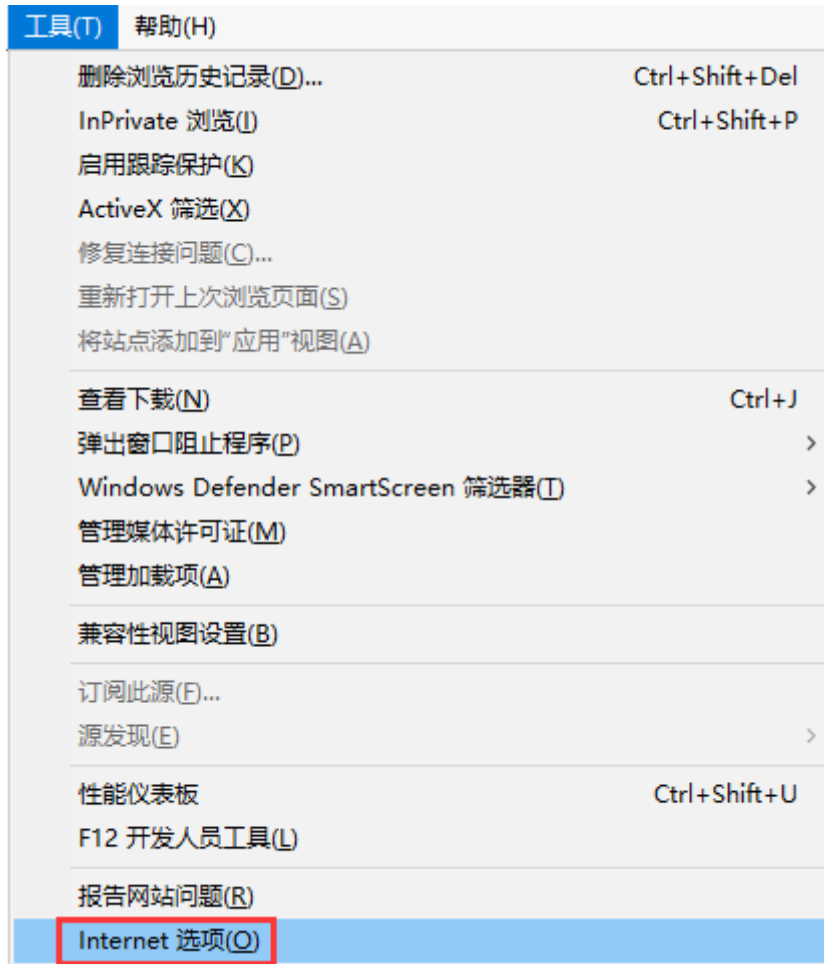 工具(T) 帮助(H)
删除浏览历史记录(D)... Ctrl+Shift+Del
InPrivate 浏览(I) Ctrl+Shift+P
启用跟踪保护(K)
ActiveX 筛选(X)
修复连接问题(C)...
重新打开上次浏览页面(S)
将站点添加到“应用”视图(A)
查看下载(N) Ctrl+J
弹出窗口阻止程序(P)
Windows Defender SmartScreen 筛选器(T)
管理媒体许可证(M)
管理加载项(A)
兼容性视图设置(B)
订阅此源(F)...
源发现(E)
性能仪表板 Ctrl+Shift+U
F12 开发人员工具(L)
报告网站问题(R)
Internet 选项(O)